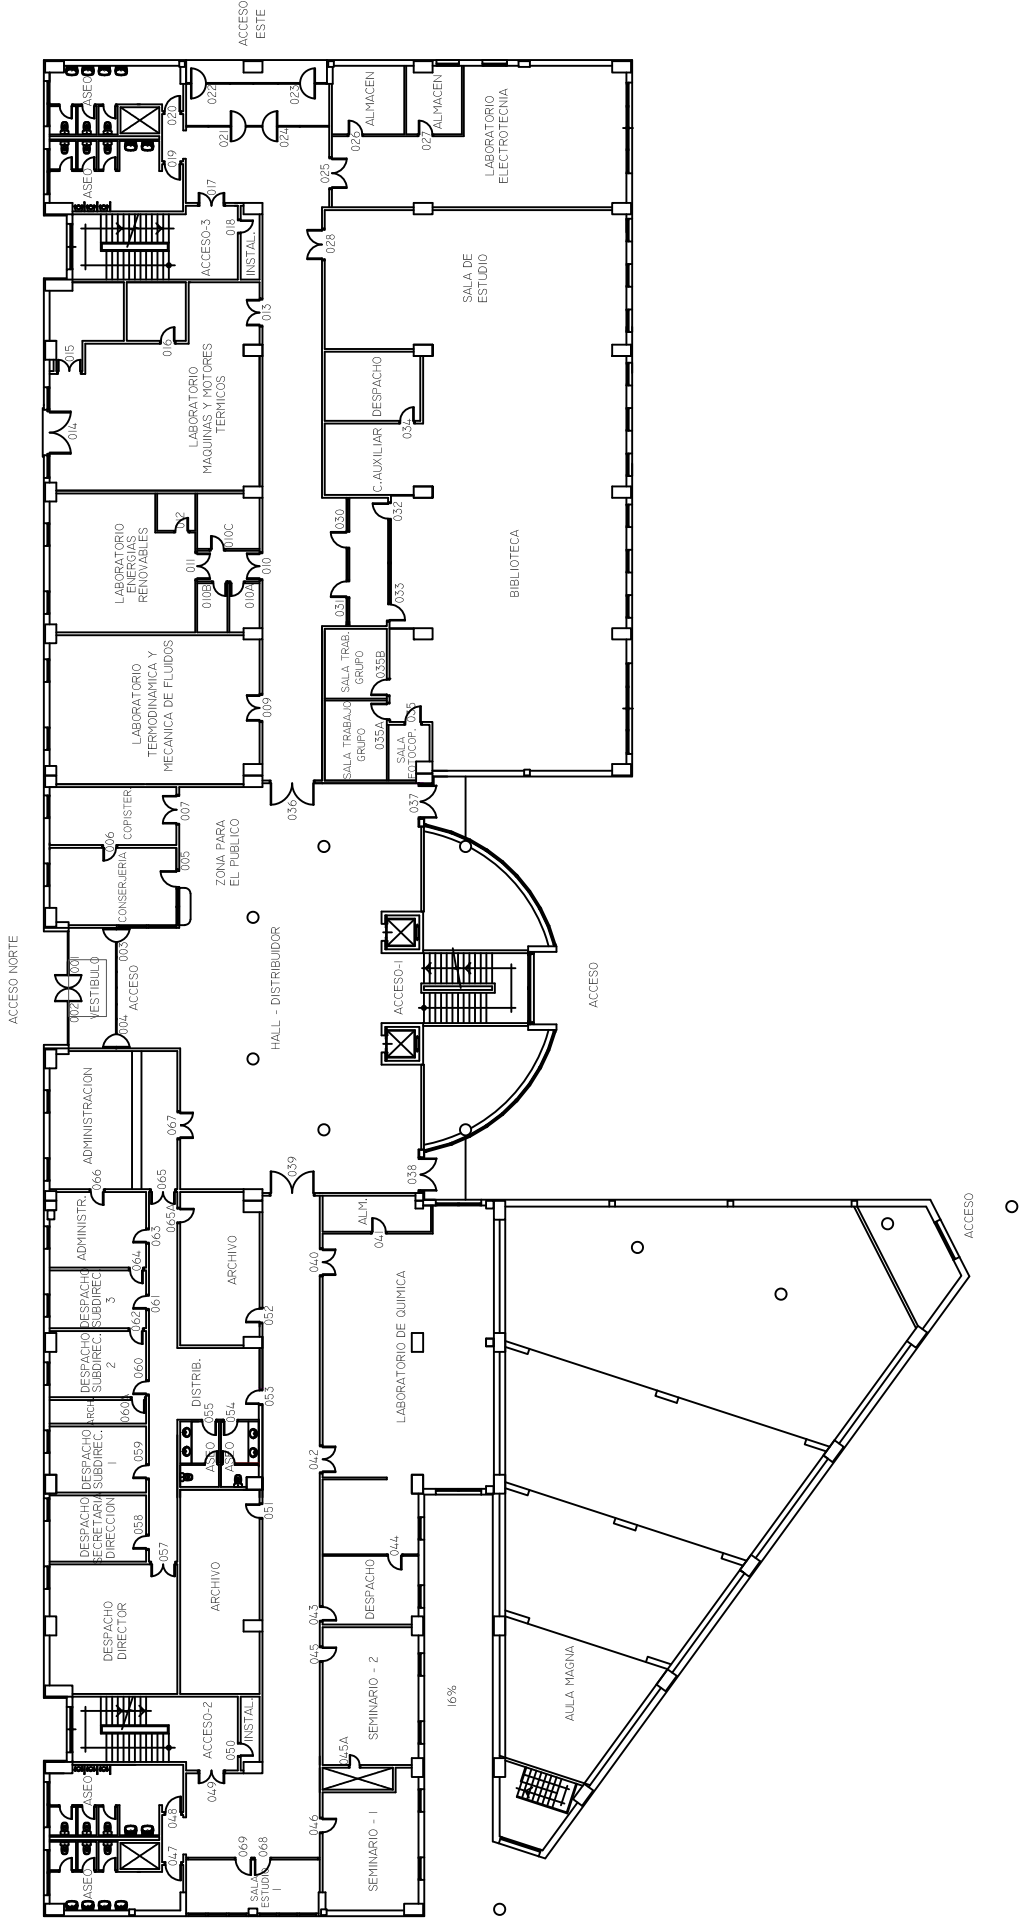 ACCESO
ESTE
ASEO
020
019
ASEO
022
023
021
024
ALMACEN
026
ALMACEN
027
LABORATORIO
ELECTROTECNIA
025
017
018
ACCESO-3
INSTAL.
028
SALA DE
ESTUDIO
013
015
016
014
LABORATORIO
MAQUINAS Y MOTORES
TERMICOS
DESPACHO
034
C.AUXILIAR
012
LABORATORIO
ENERGIAS
RENOVABLES
010C
011
010
010B
010A
030
031
032
033
BIBLIOTECA
LABORATORIO
TERMODINAMICA Y
MECANICA DE FLUIDOS
009
SALA TRAB.
GRUPO
035B
SALA TRABAJO
GRUPO
035A
035
SALA
FOTOCOP.
036
037
COPISTER.
007
006
CONSERJERIA
005
ZONA PARA
EL PUBLICO
ACCESO NORTE
001
002
VESTIBULO
003
004
ACCESO
HALL - DISTRIBUIDOR
ACCESO-1
ACCESO
ADMINISTRACION
067
066
065
065A
039
038
ADMINISTR.
063
064
ARCHIVO
ALM.
041
040
ACCESO
DESPACHO
SUBDIREC.
3
061
062
052
DESPACHO
SUBDIREC.
2
060
DISTRIB.
053
LABORATORIO DE QUIMICA
ARCH.
060A
055
054
ASEO
ASEO
DESPACHO
SUBDIREC.
1
059
042
DESPACHO
SECRETARIA
DIRECCION
058
057
051
044
DESPACHO
043
DESPACHO
DIRECTOR
ARCHIVO
045
SEMINARIO - 2
16%
AULA MAGNA
ACCESO-2
050
INSTAL.
045A
049
ASEO
048
047
ASEO
046
069
068
SALA
ESTUDIO
1
SEMINARIO - 1